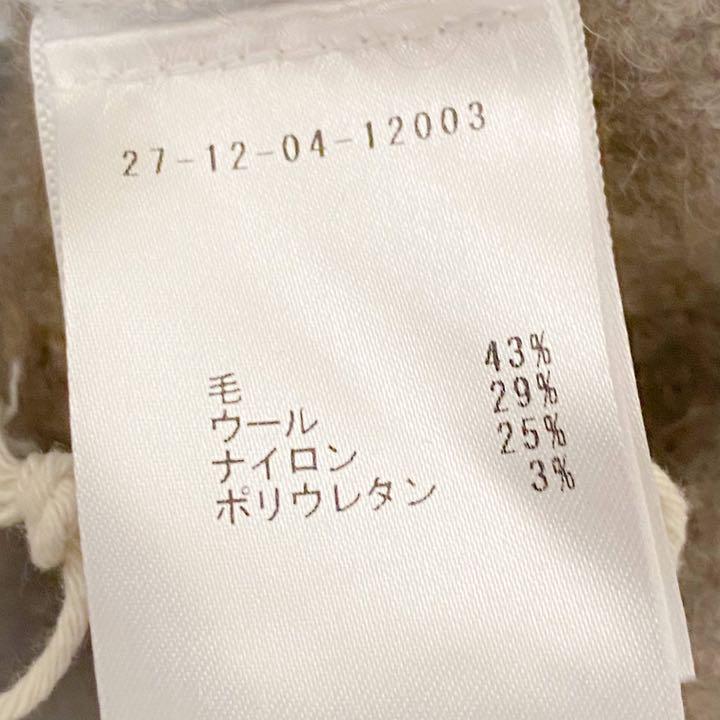 27-12-04-12003
毛 43%
ウール 29%
ナイロン 25%
ポリウレタン 3%